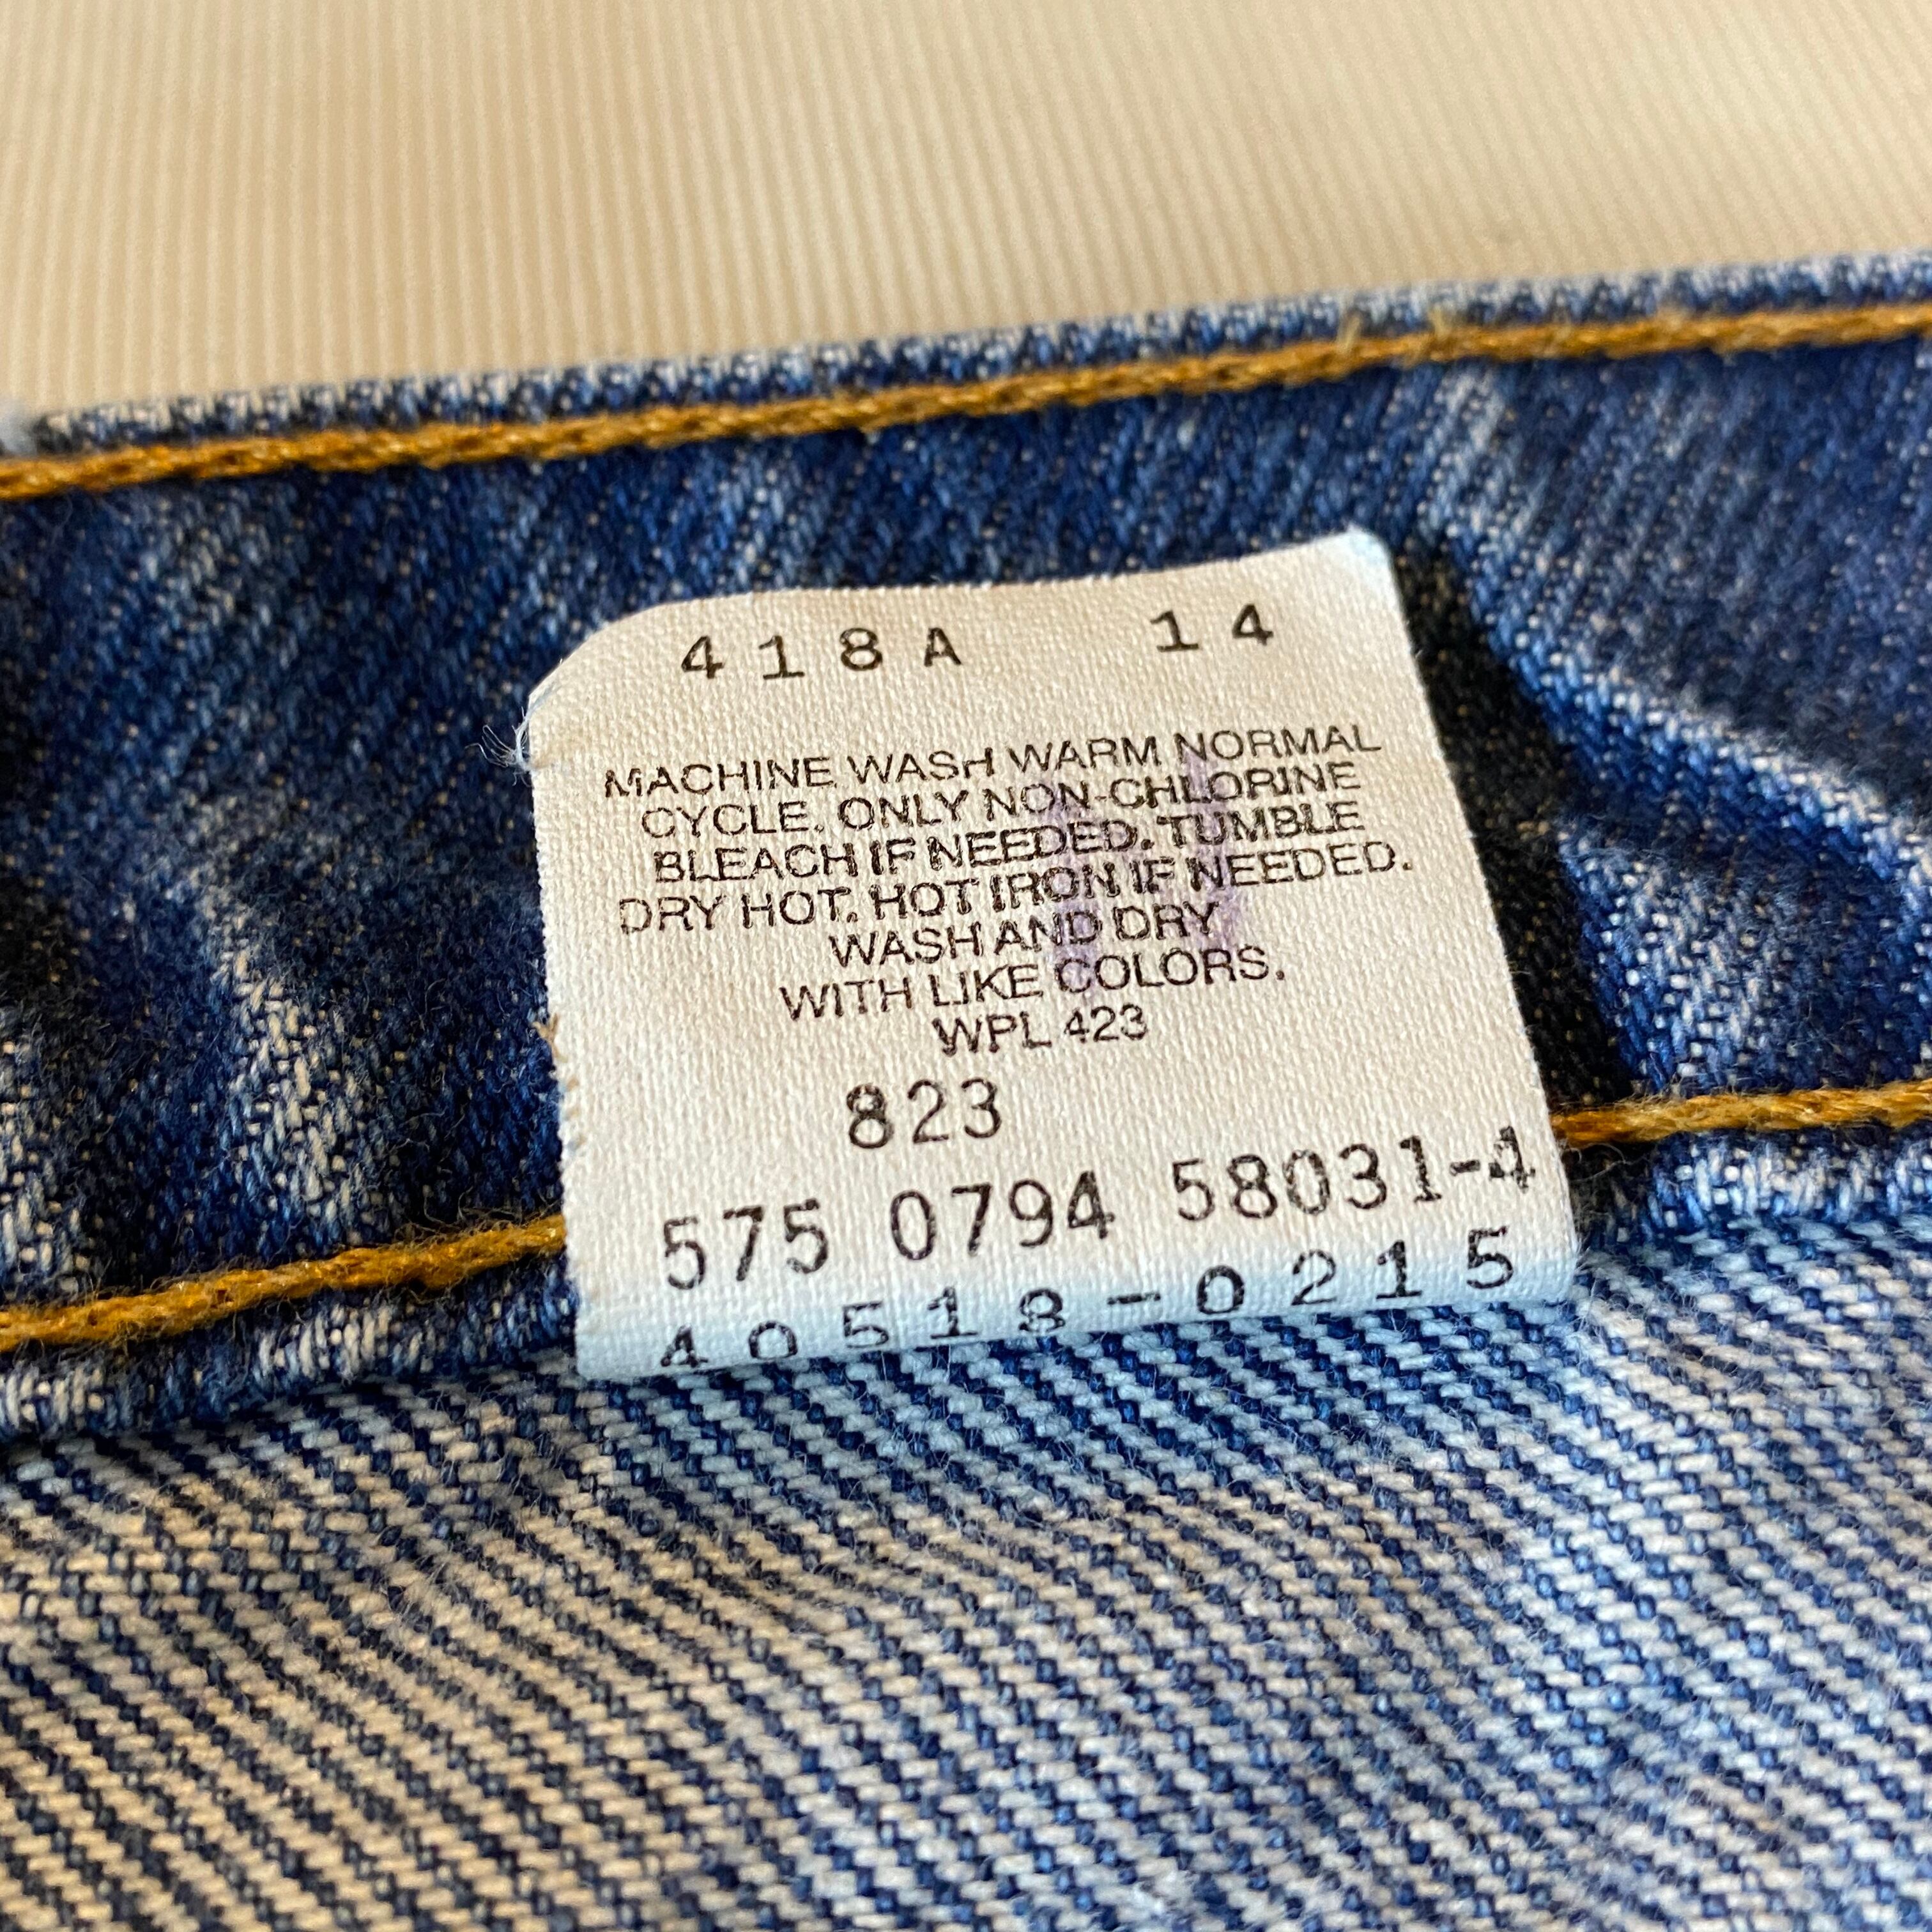 418A 14
MACHINE WASH WARM NORMAL
CYCLE. ONLY NON-CHLORINE
BLEACH IF NEEDED. TUMBLE
DRY HOT. HOT IRON IF NEEDED.
WASH AND DRY
WITH LIKE COLORS.
WPL 423
823
575 0794 58031-4
40518-0215